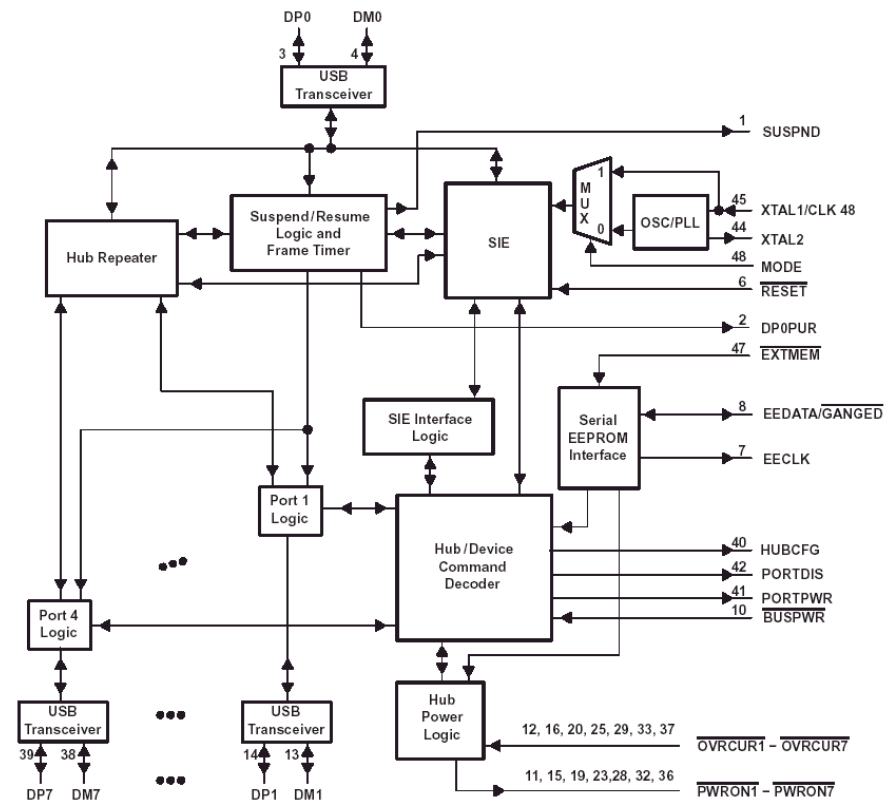 DP0 DM0
3 4
USB
Transceiver
1 SUSPND
M
U
X
1
0
OSC/PLL
45 XTAL1/CLK 48
44 XTAL2
48 MODE
6 RESET
Suspend/Resume
Logic and
Frame Timer
SIE
Hub Repeater
2 DP0PUR
47 EXTMEM
Serial
EEPROM
Interface
8 EEDATA/GANGED
7 EECLK
SIE Interface
Logic
Port 1
Logic
Hub/Device
Command
Decoder
40 HUBCFG
42 PORTDIS
41 PORTPWR
10 BUSPWR
Port 4
Logic
USB
Transceiver
USB
Transceiver
Hub
Power
Logic
12, 16, 20, 25, 29, 33, 37
OVRCUR1 – OVRCUR7
39 38 14 13
11, 15, 19, 23,28, 32, 36
PWRON1 – PWRON7
DP7 DM7 DP1 DM1